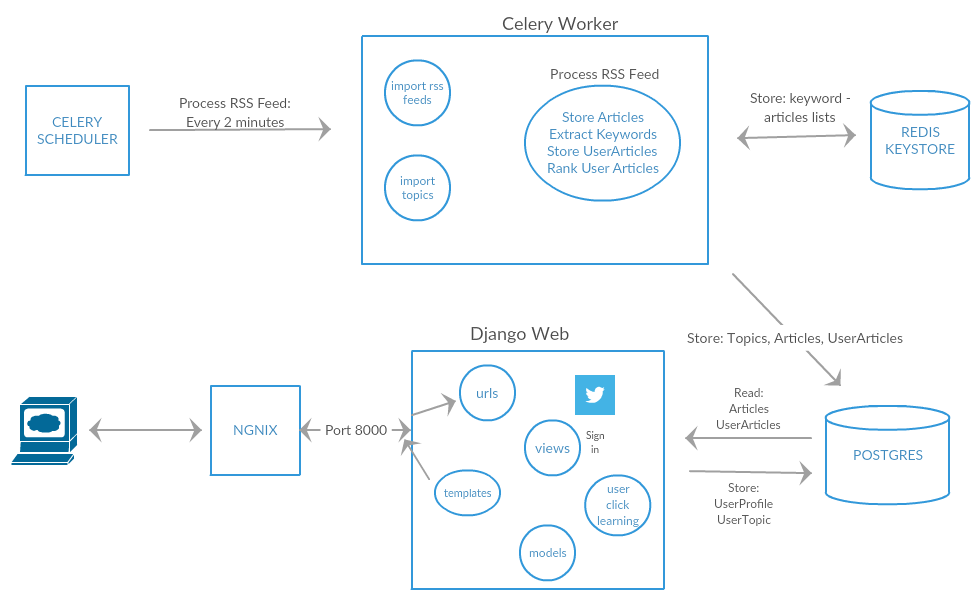 Celery Worker
CELERY
SCHEDULER
Process RSS Feed:
Every 2 minutes
import rss
feeds
import
topics
Process RSS Feed
Store Articles
Extract Keywords
Store UserArticles
Rank User Articles
Store: keyword -
articles lists
REDIS
KEYSTORE
Store: Topics, Articles, UserArticles
Django Web
NGNIX
Port 8000
urls
views
Sign
in
templates
user
click
learning
models
Read:
Articles
UserArticles
Store:
UserProfile
UserTopic
POSTGRES